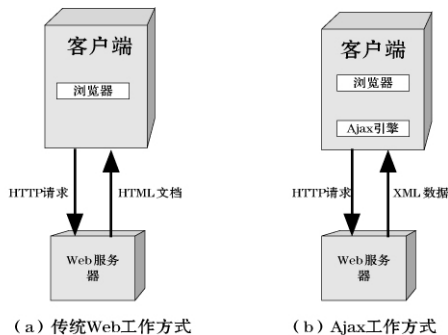 客户端
浏览器
HTTP请求
HTML文档
Web服务
器
(a)传统Web工作方式
客户端
浏览器
Ajax引擎
HTTP请求
XML数据
Web服务
器
(b)Ajax工作方式